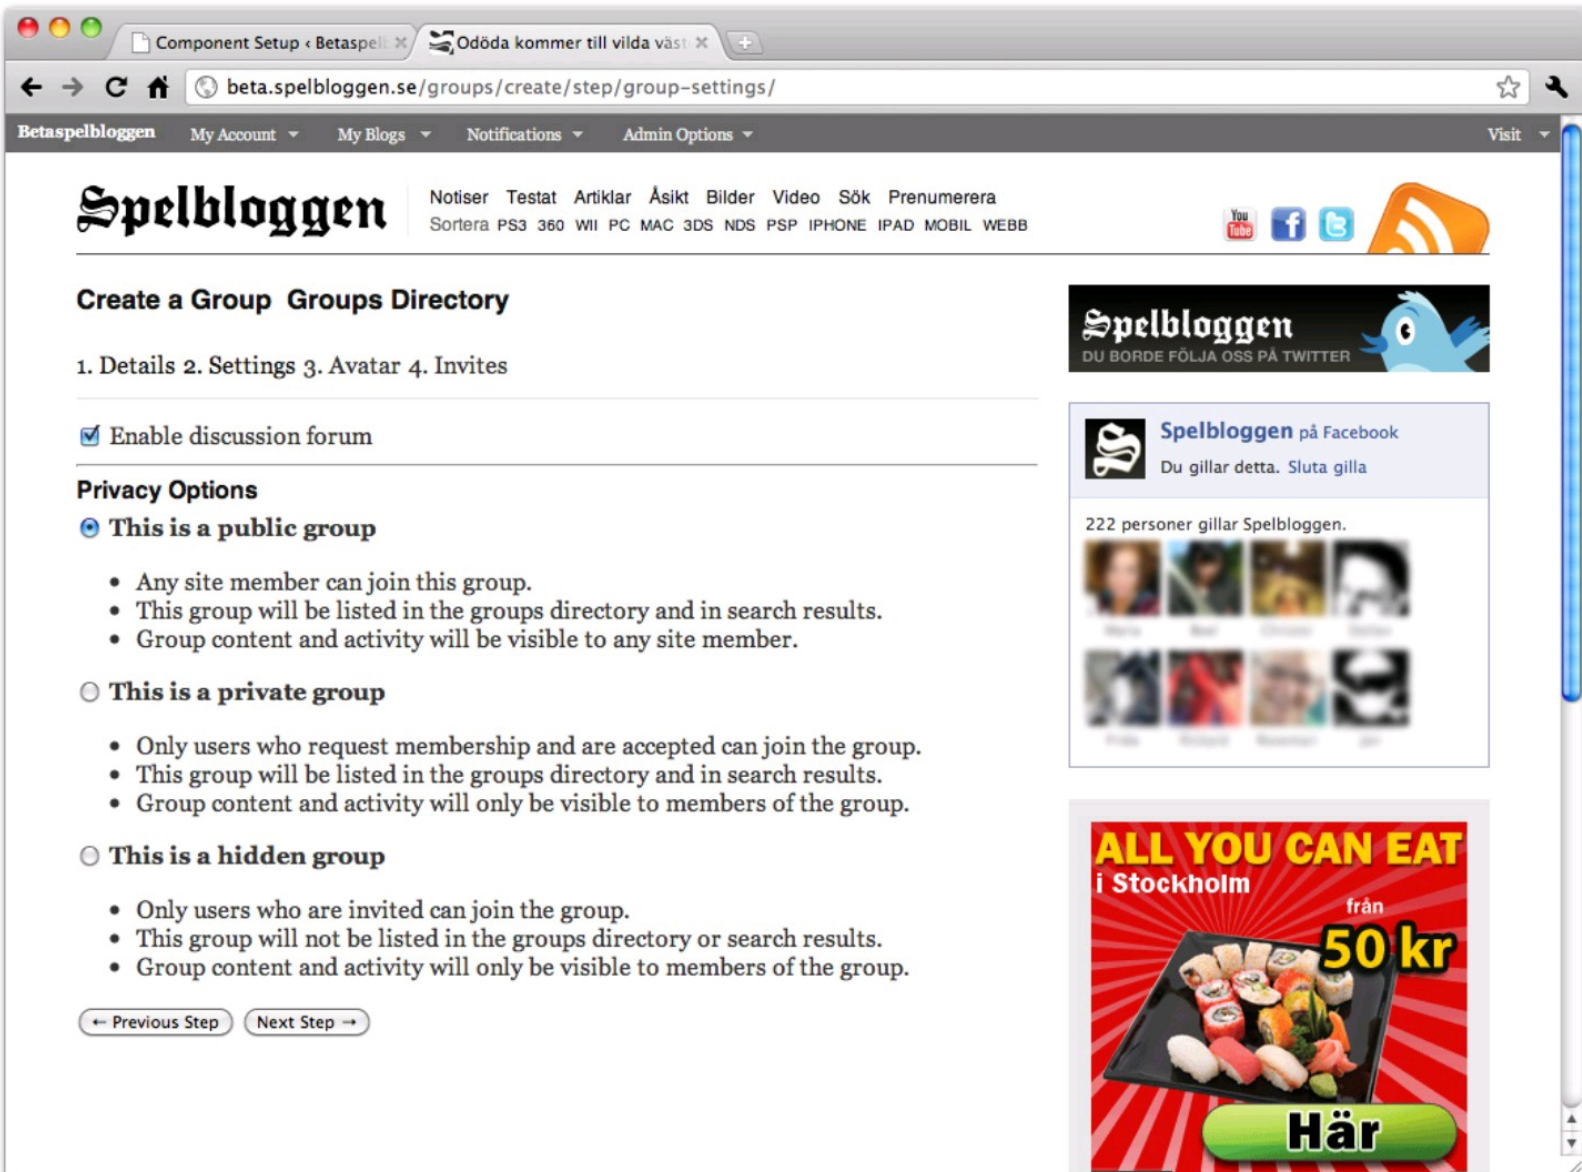 Component Setup ‹ Betaspelb
Odöda kommer till vilda väst
beta.spelbloggen.se/groups/create/step/group-settings/
Betaspelbloggen My Account My Blogs Notifications Admin Options Visit
Spelbloggen
Notiser Testat Artiklar Åsikt Bilder Video Sök Prenumerera
Sortera PS3 360 WII PC MAC 3DS NDS PSP IPHONE IPAD MOBIL WEBB
You
Tube
Create a Group Groups Directory
1. Details 2. Settings 3. Avatar 4. Invites
Enable discussion forum
Privacy Options
This is a public group
• Any site member can join this group.
• This group will be listed in the groups directory and in search results.
• Group content and activity will be visible to any site member.
This is a private group
• Only users who request membership and are accepted can join the group.
• This group will be listed in the groups directory and in search results.
• Group content and activity will only be visible to members of the group.
This is a hidden group
• Only users who are invited can join the group.
• This group will not be listed in the groups directory or search results.
• Group content and activity will only be visible to members of the group.
← Previous Step Next Step →
Spelbloggen
DU BORDE FÖLJA OSS PÅ TWITTER
Spelbloggen på Facebook
Du gillar detta. Sluta gilla
222 personer gillar Spelbloggen.
ALL YOU CAN EAT
i Stockholm
från
50 kr
Här